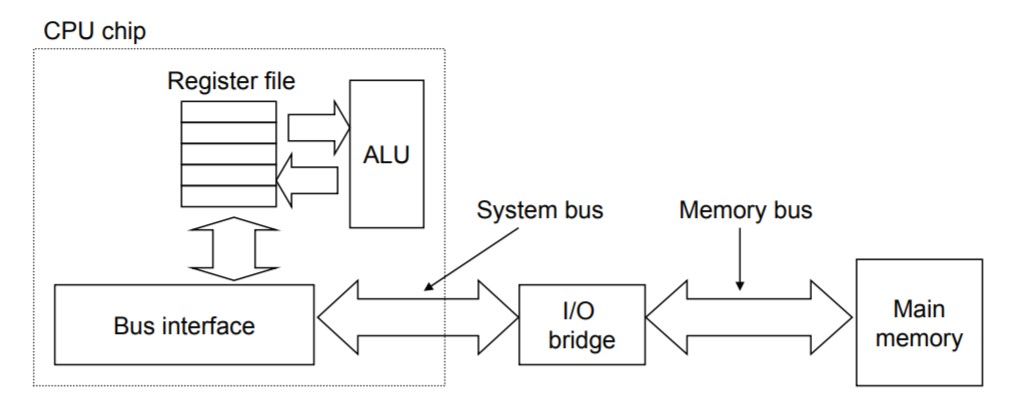 CPU chip
Register file
ALU
System bus
Memory bus
Bus interface
I/O
bridge
Main
memory